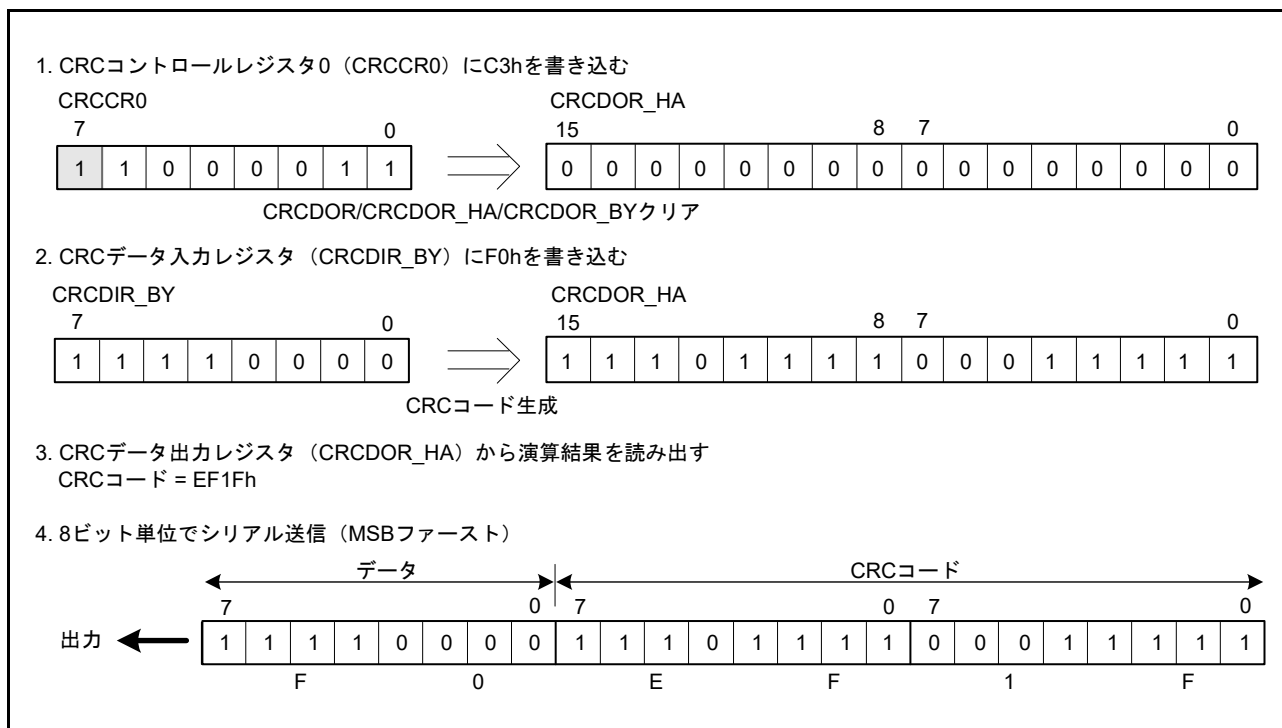 1. CRCコントロールレジスタ0（CRCCR0）にC3hを書き込む
CRCCR0 CRCDOR_HA
7 0 15 8 7 0
1 1 0 0 0 0 1 1 0 0 0 0 0 0 0 0 0 0 0 0 0 0 0 0
CRCDOR/CRCDOR_HA/CRCDOR_BYクリア
2. CRCデータ入力レジスタ（CRCDIR_BY）にF0hを書き込む
CRCDIR_BY CRCDOR_HA
7 0 15 8 7 0
1 1 1 1 0 0 0 0 1 1 1 0 1 1 1 1 0 0 0 1 1 1 1 1
CRCコード生成
3. CRCデータ出力レジスタ（CRCDOR_HA）から演算結果を読み出す
CRCコード = EF1Fh
4. 8ビット単位でシリアル送信（MSBファースト）
データ CRCコード
7 0 7 0 7 0
出力 1 1 1 1 0 0 0 0 1 1 1 0 1 1 1 1 0 0 0 1 1 1 1 1
F 0 E F 1 F